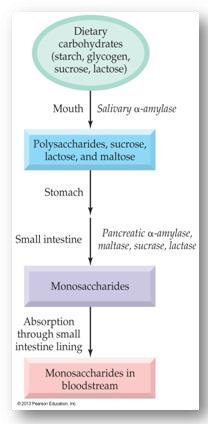 Dietary
carbohydrates
(starch, glycogen,
sucrose, lactose)
Mouth
Salivary α-amylase
Polysaccharides, sucrose,
lactose, and maltose
Stomach
Small intestine
Pancreatic α-amylase,
maltase, sucrase, lactase
Monosaccharides
Absorption
through small
intestine lining
Monosaccharides in
bloodstream
© 2013 Pearson Education, Inc.